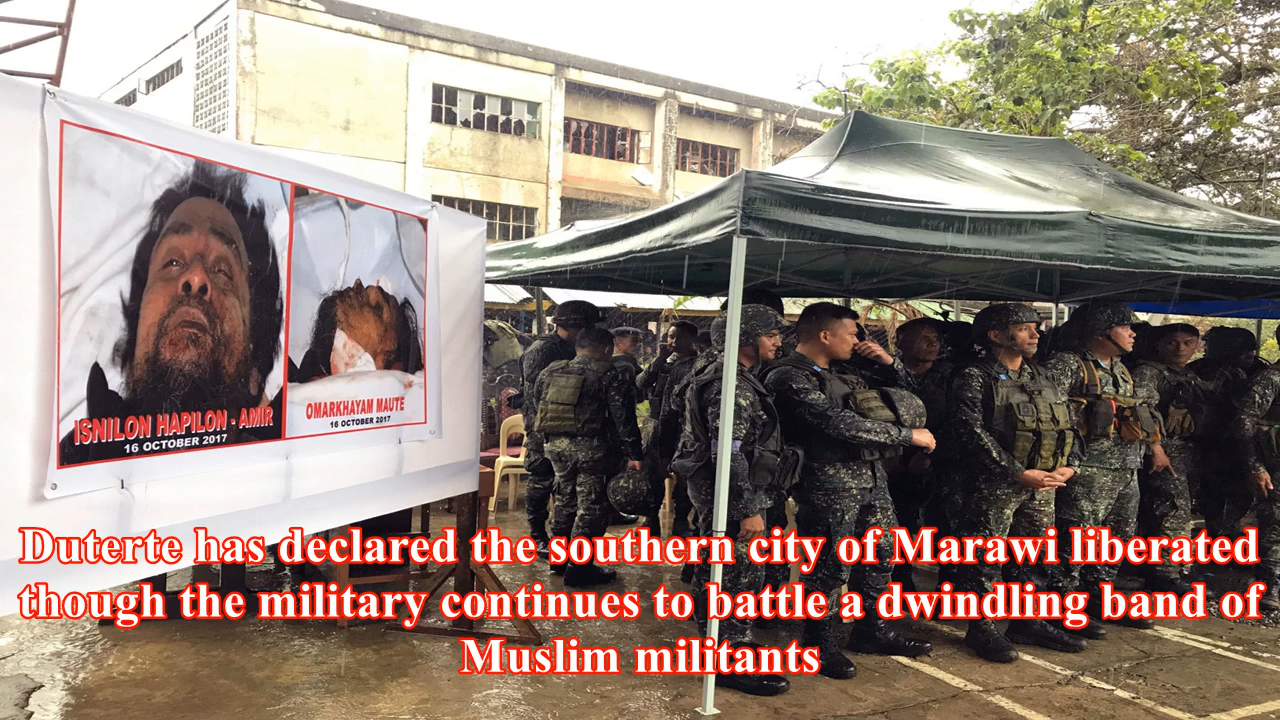 ISNILON HAPILON - AMIR
16 OCTOBER 2017
OMARKHAYAM MAUTE
16 OCTOBER 2017
Duterte has declared the southern city of Marawi liberated
though the military continues to battle a dwindling band of
Muslim militants